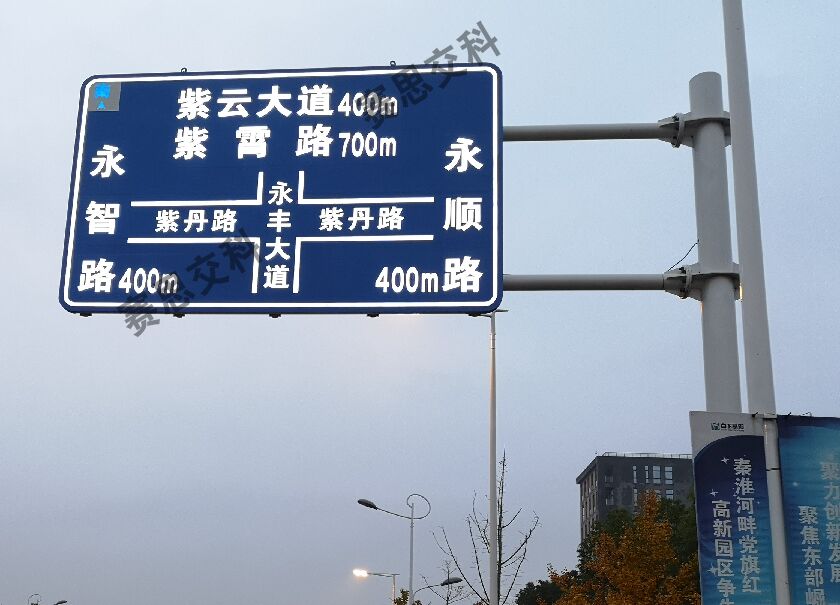 南
紫云大道400m
紫霄路700m
永智路400m
永顺路400m
紫丹路
永丰大道
紫丹路
赛思交科
赛思交科
秦淮河畔党旗红
高新园区争
聚力创新发展
聚焦东部崛